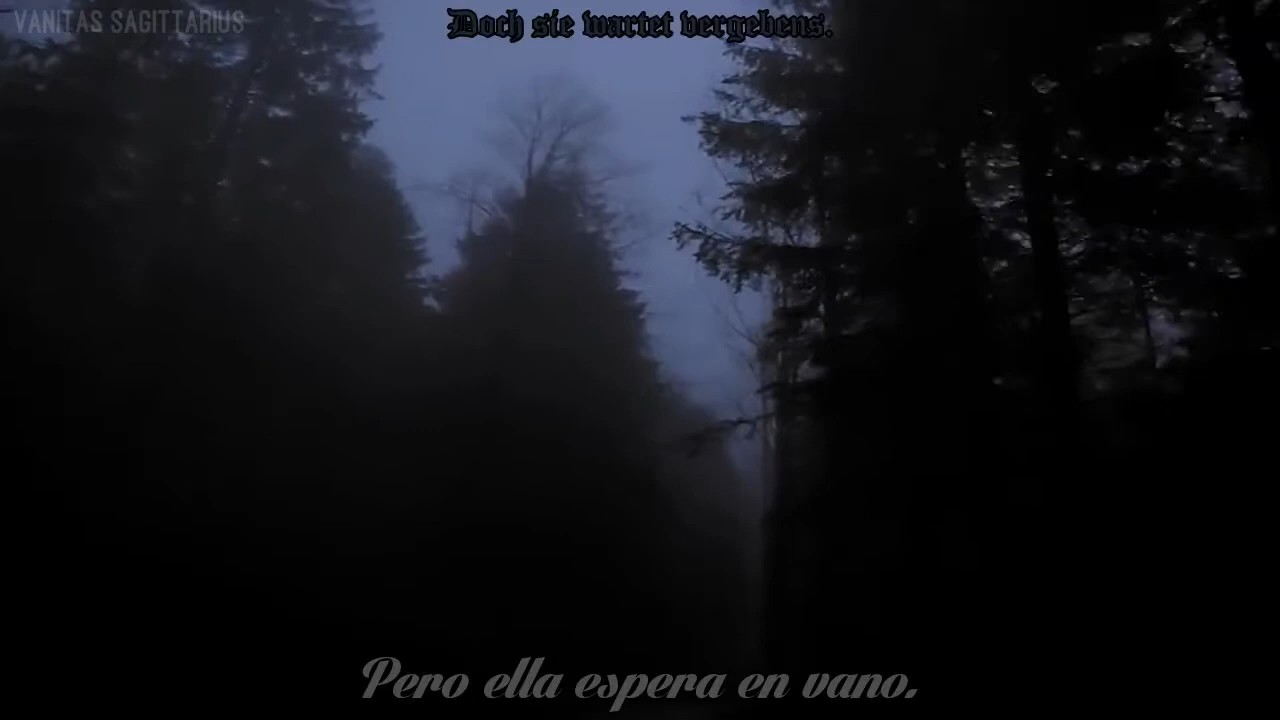 VANITAS SAGITTARIUS
Doch sie wartet vergebens.
Pero ella espera en vano.